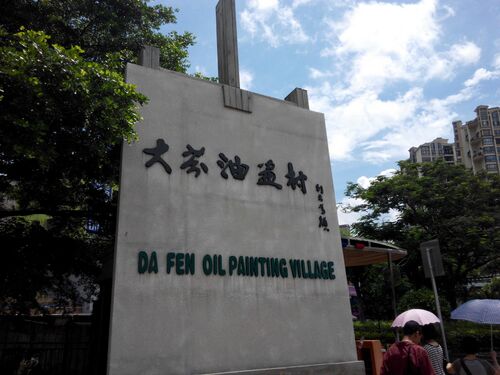 大芬油画村
DA FEN OIL PAINTING VILLAGE